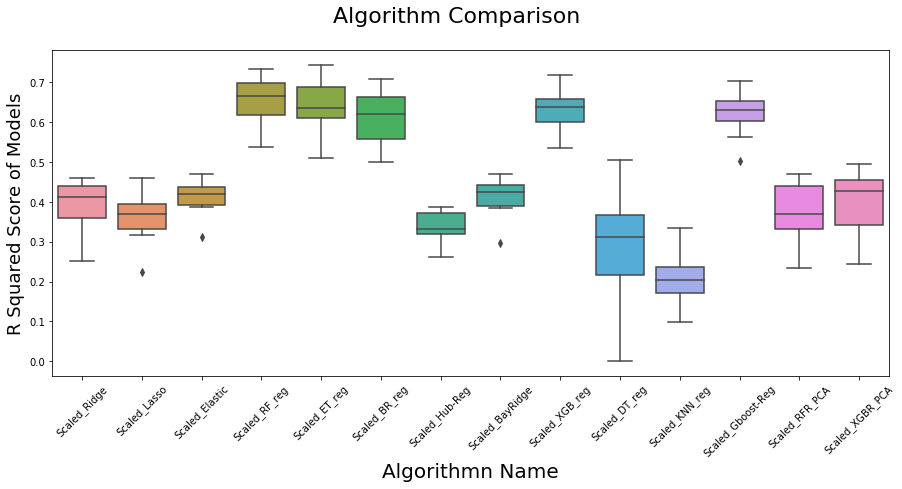 Algorithm Comparison
R Squared Score of Models
0.7
0.6
0.5
0.4
0.3
0.2
0.1
0.0
Scaled_Ridge
Scaled_Lasso
Scaled_Elastic
Scaled_RF_reg
Scaled_ET_reg
Scaled_BR_reg
Scaled_Hub-Reg
Scaled_BayRidge
Scaled_XGB_reg
Scaled_DT_reg
Scaled_KNN_reg
Scaled_Gboost-Reg
Scaled_RFR_PCA
Scaled_XGBR_PCA
Algorithmn Name